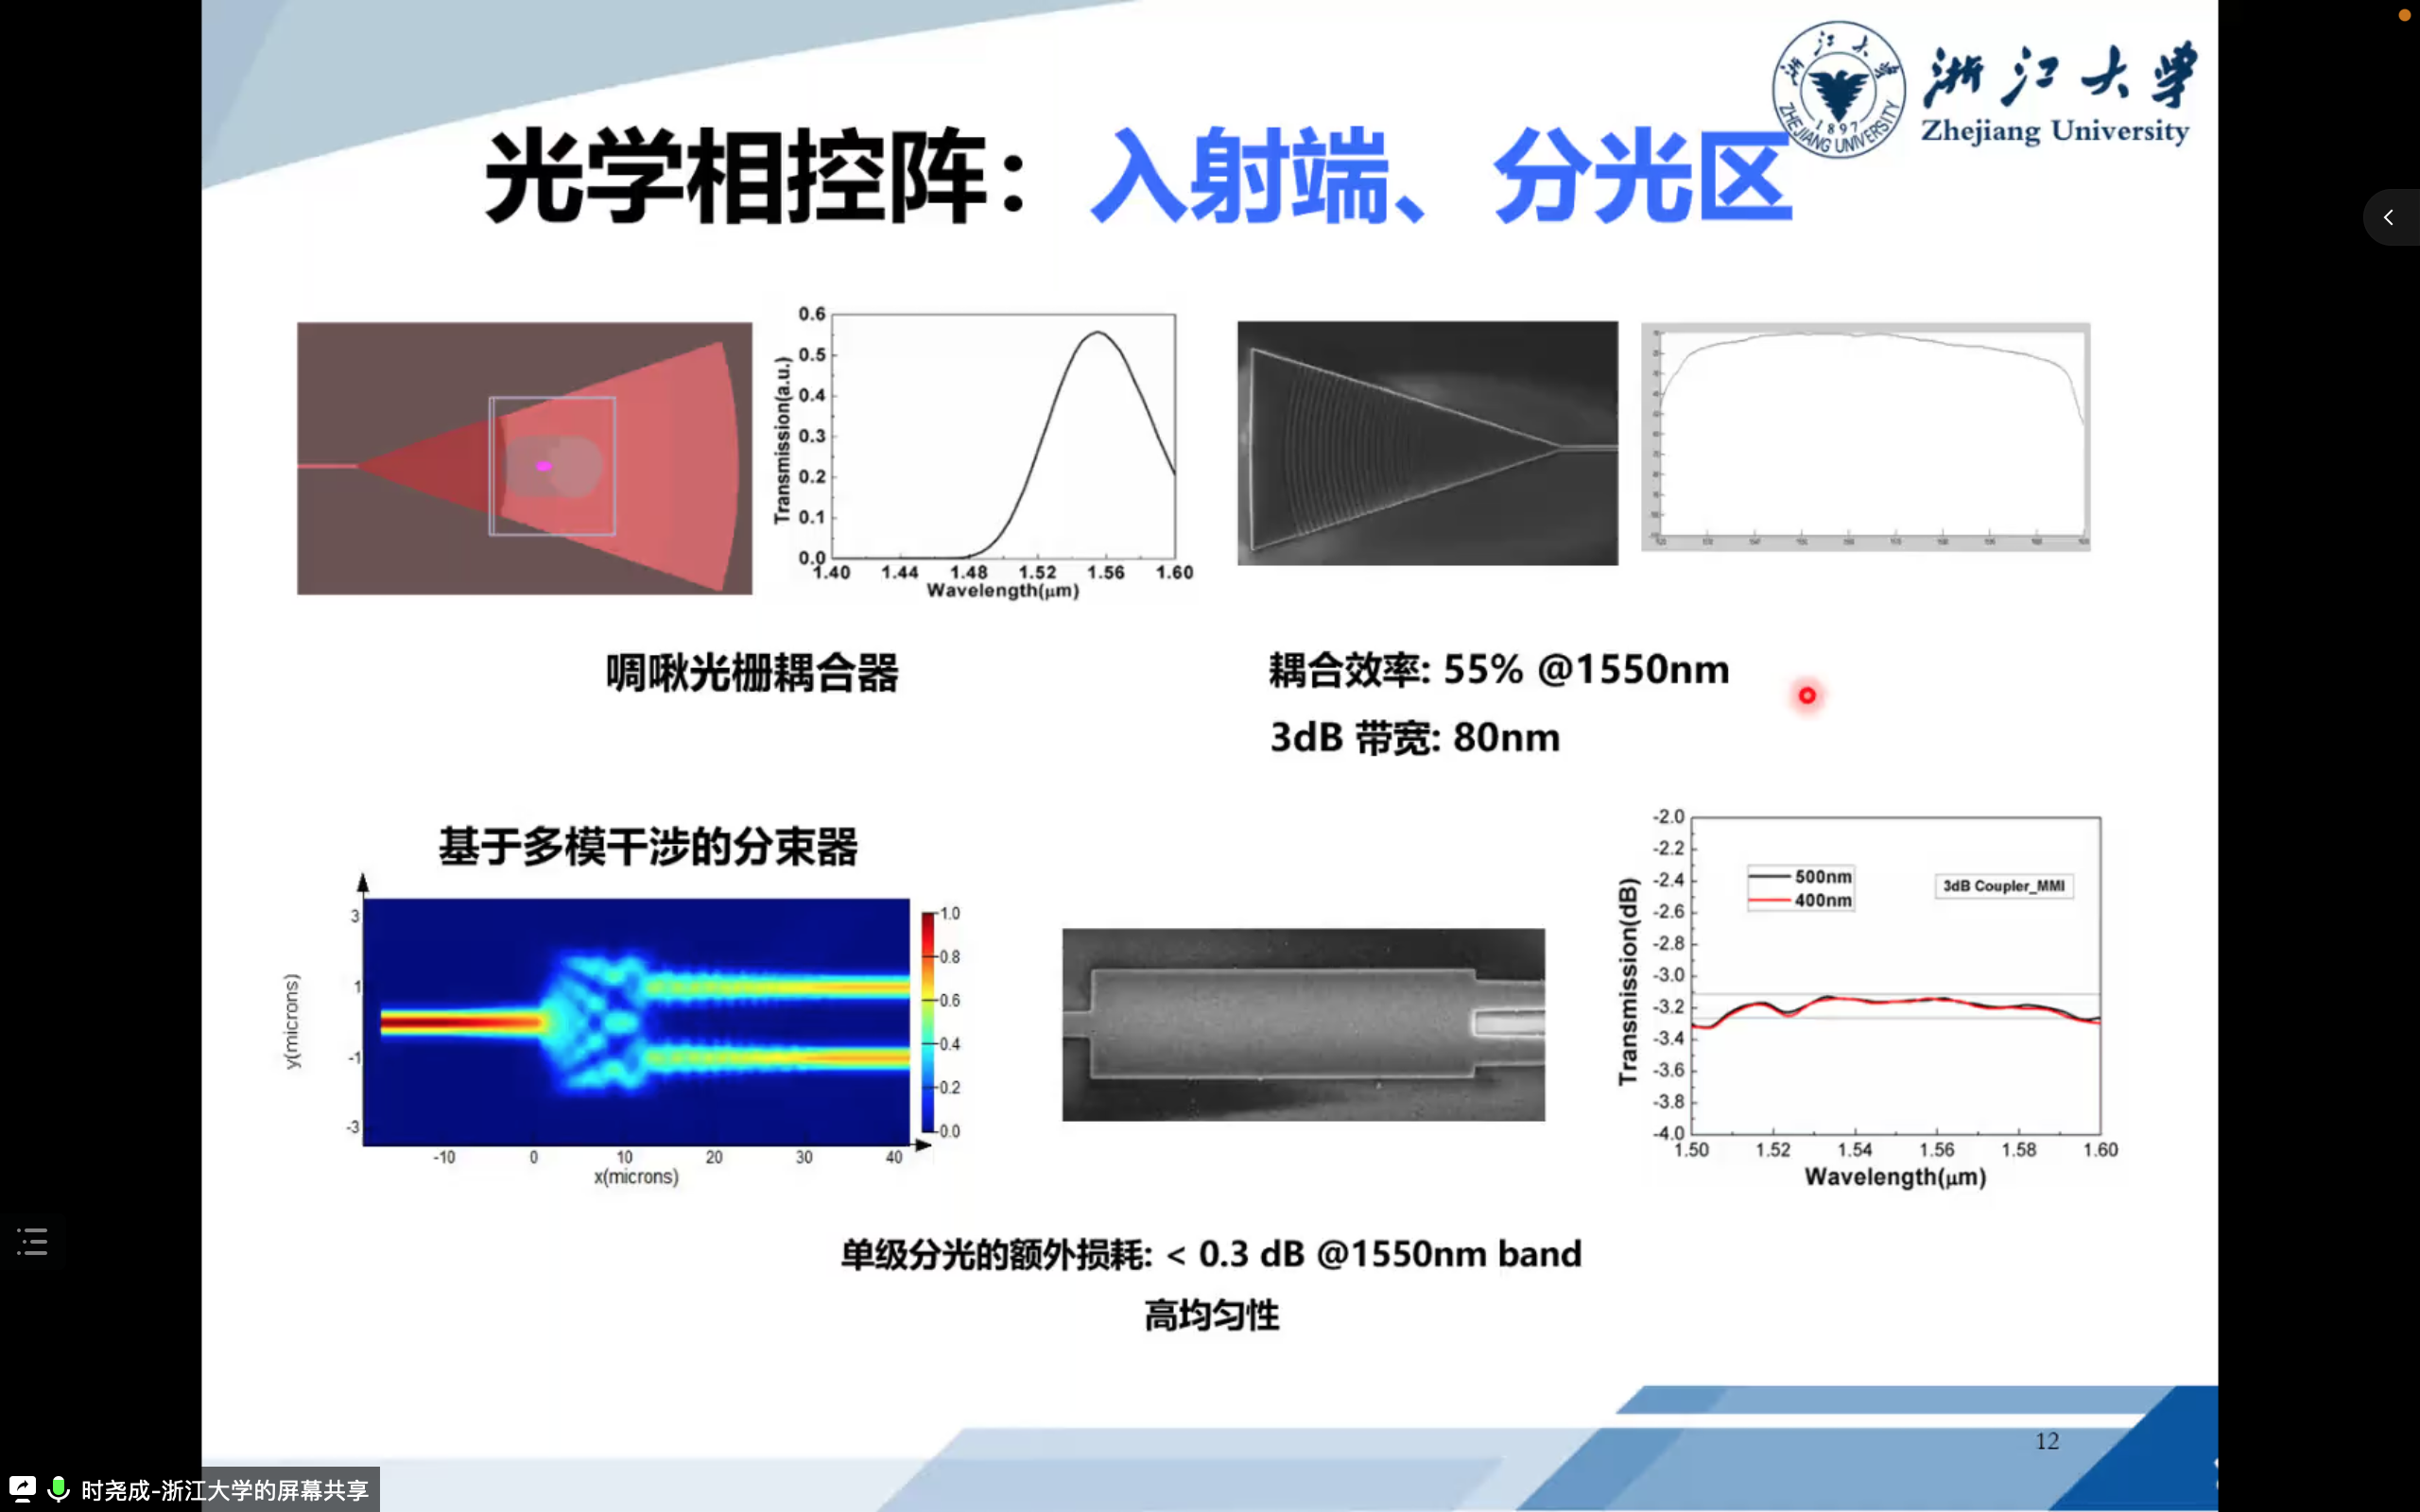 浙江大学
ZHEJIANG UNIVERSITY
1897
浙江大学
Zhejiang University
光学相控阵：入射端、分光区
0.6
0.5
0.4
0.3
0.2
0.1
0.0
Transmission(a.u.)
1.40 1.44 1.48 1.52 1.56 1.60
Wavelength(μm)
啁啾光栅耦合器
耦合效率: 55% @1550nm
3dB 带宽: 80nm
基于多模干涉的分束器
3
1
-1
-3
y(microns)
-10 0 10 20 30 40
x(microns)
1.0
0.8
0.6
0.4
0.2
0.0
-2.0
-2.2
-2.4
-2.6
-2.8
-3.0
-3.2
-3.4
-3.6
-3.8
-4.0
Transmission(dB)
500nm
400nm
3dB Coupler_MMI
1.50 1.52 1.54 1.56 1.58 1.60
Wavelength(μm)
单级分光的额外损耗: < 0.3 dB @1550nm band
高均匀性
12
时尧成-浙江大学的屏幕共享